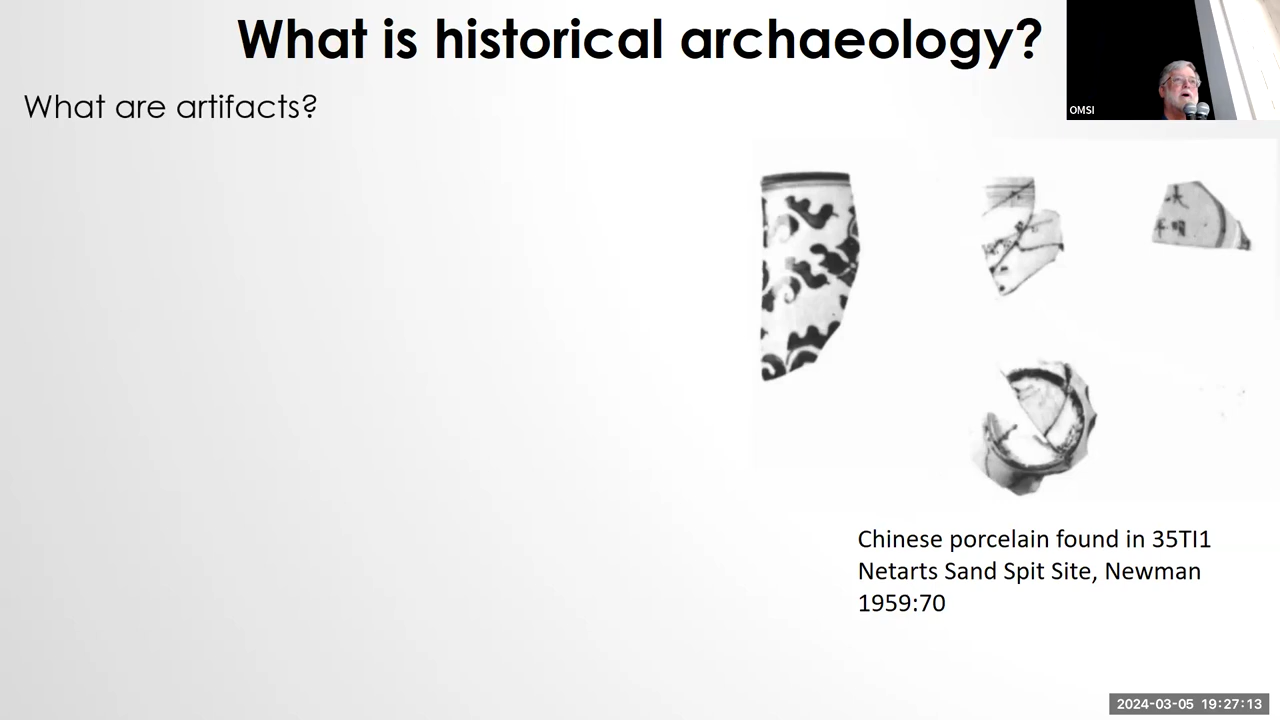 What is historical archaeology?
What are artifacts?
OMSI
Chinese porcelain found in 35TI1
Netarts Sand Spit Site, Newman
1959:70
2024-03-05 19:27:13